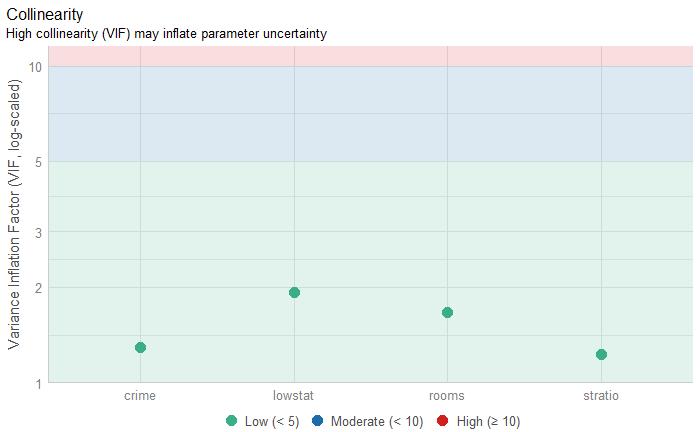 Collinearity
High collinearity (VIF) may inflate parameter uncertainty
Variance Inflation Factor (VIF, log-scaled)
10
5
3
2
1
crime lowstat rooms stratio
Low (< 5) Moderate (< 10) High (≥ 10)